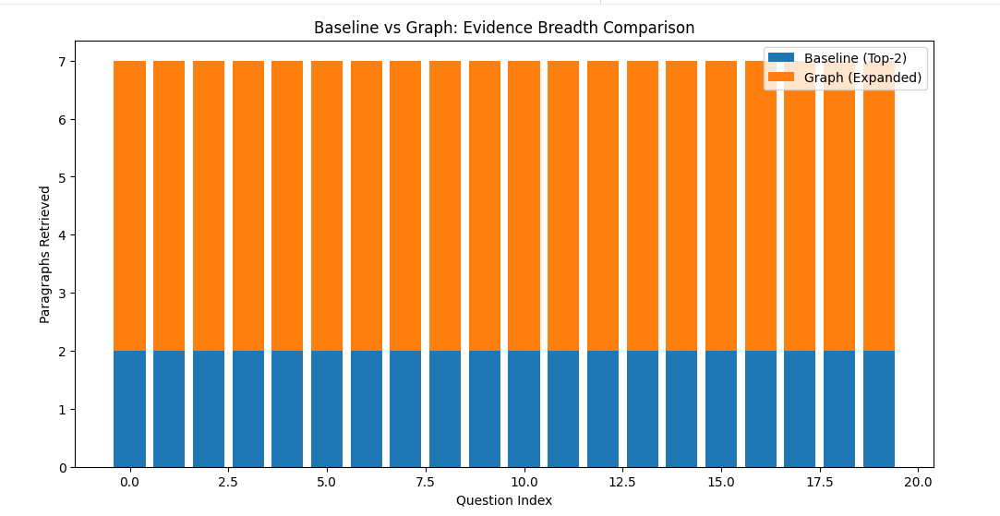 Baseline vs Graph: Evidence Breadth Comparison
Baseline (Top-2)
Graph (Expanded)
Paragraphs Retrieved
7
6
5
4
3
2
1
0
0.0 2.5 5.0 7.5 10.0 12.5 15.0 17.5 20.0
Question Index